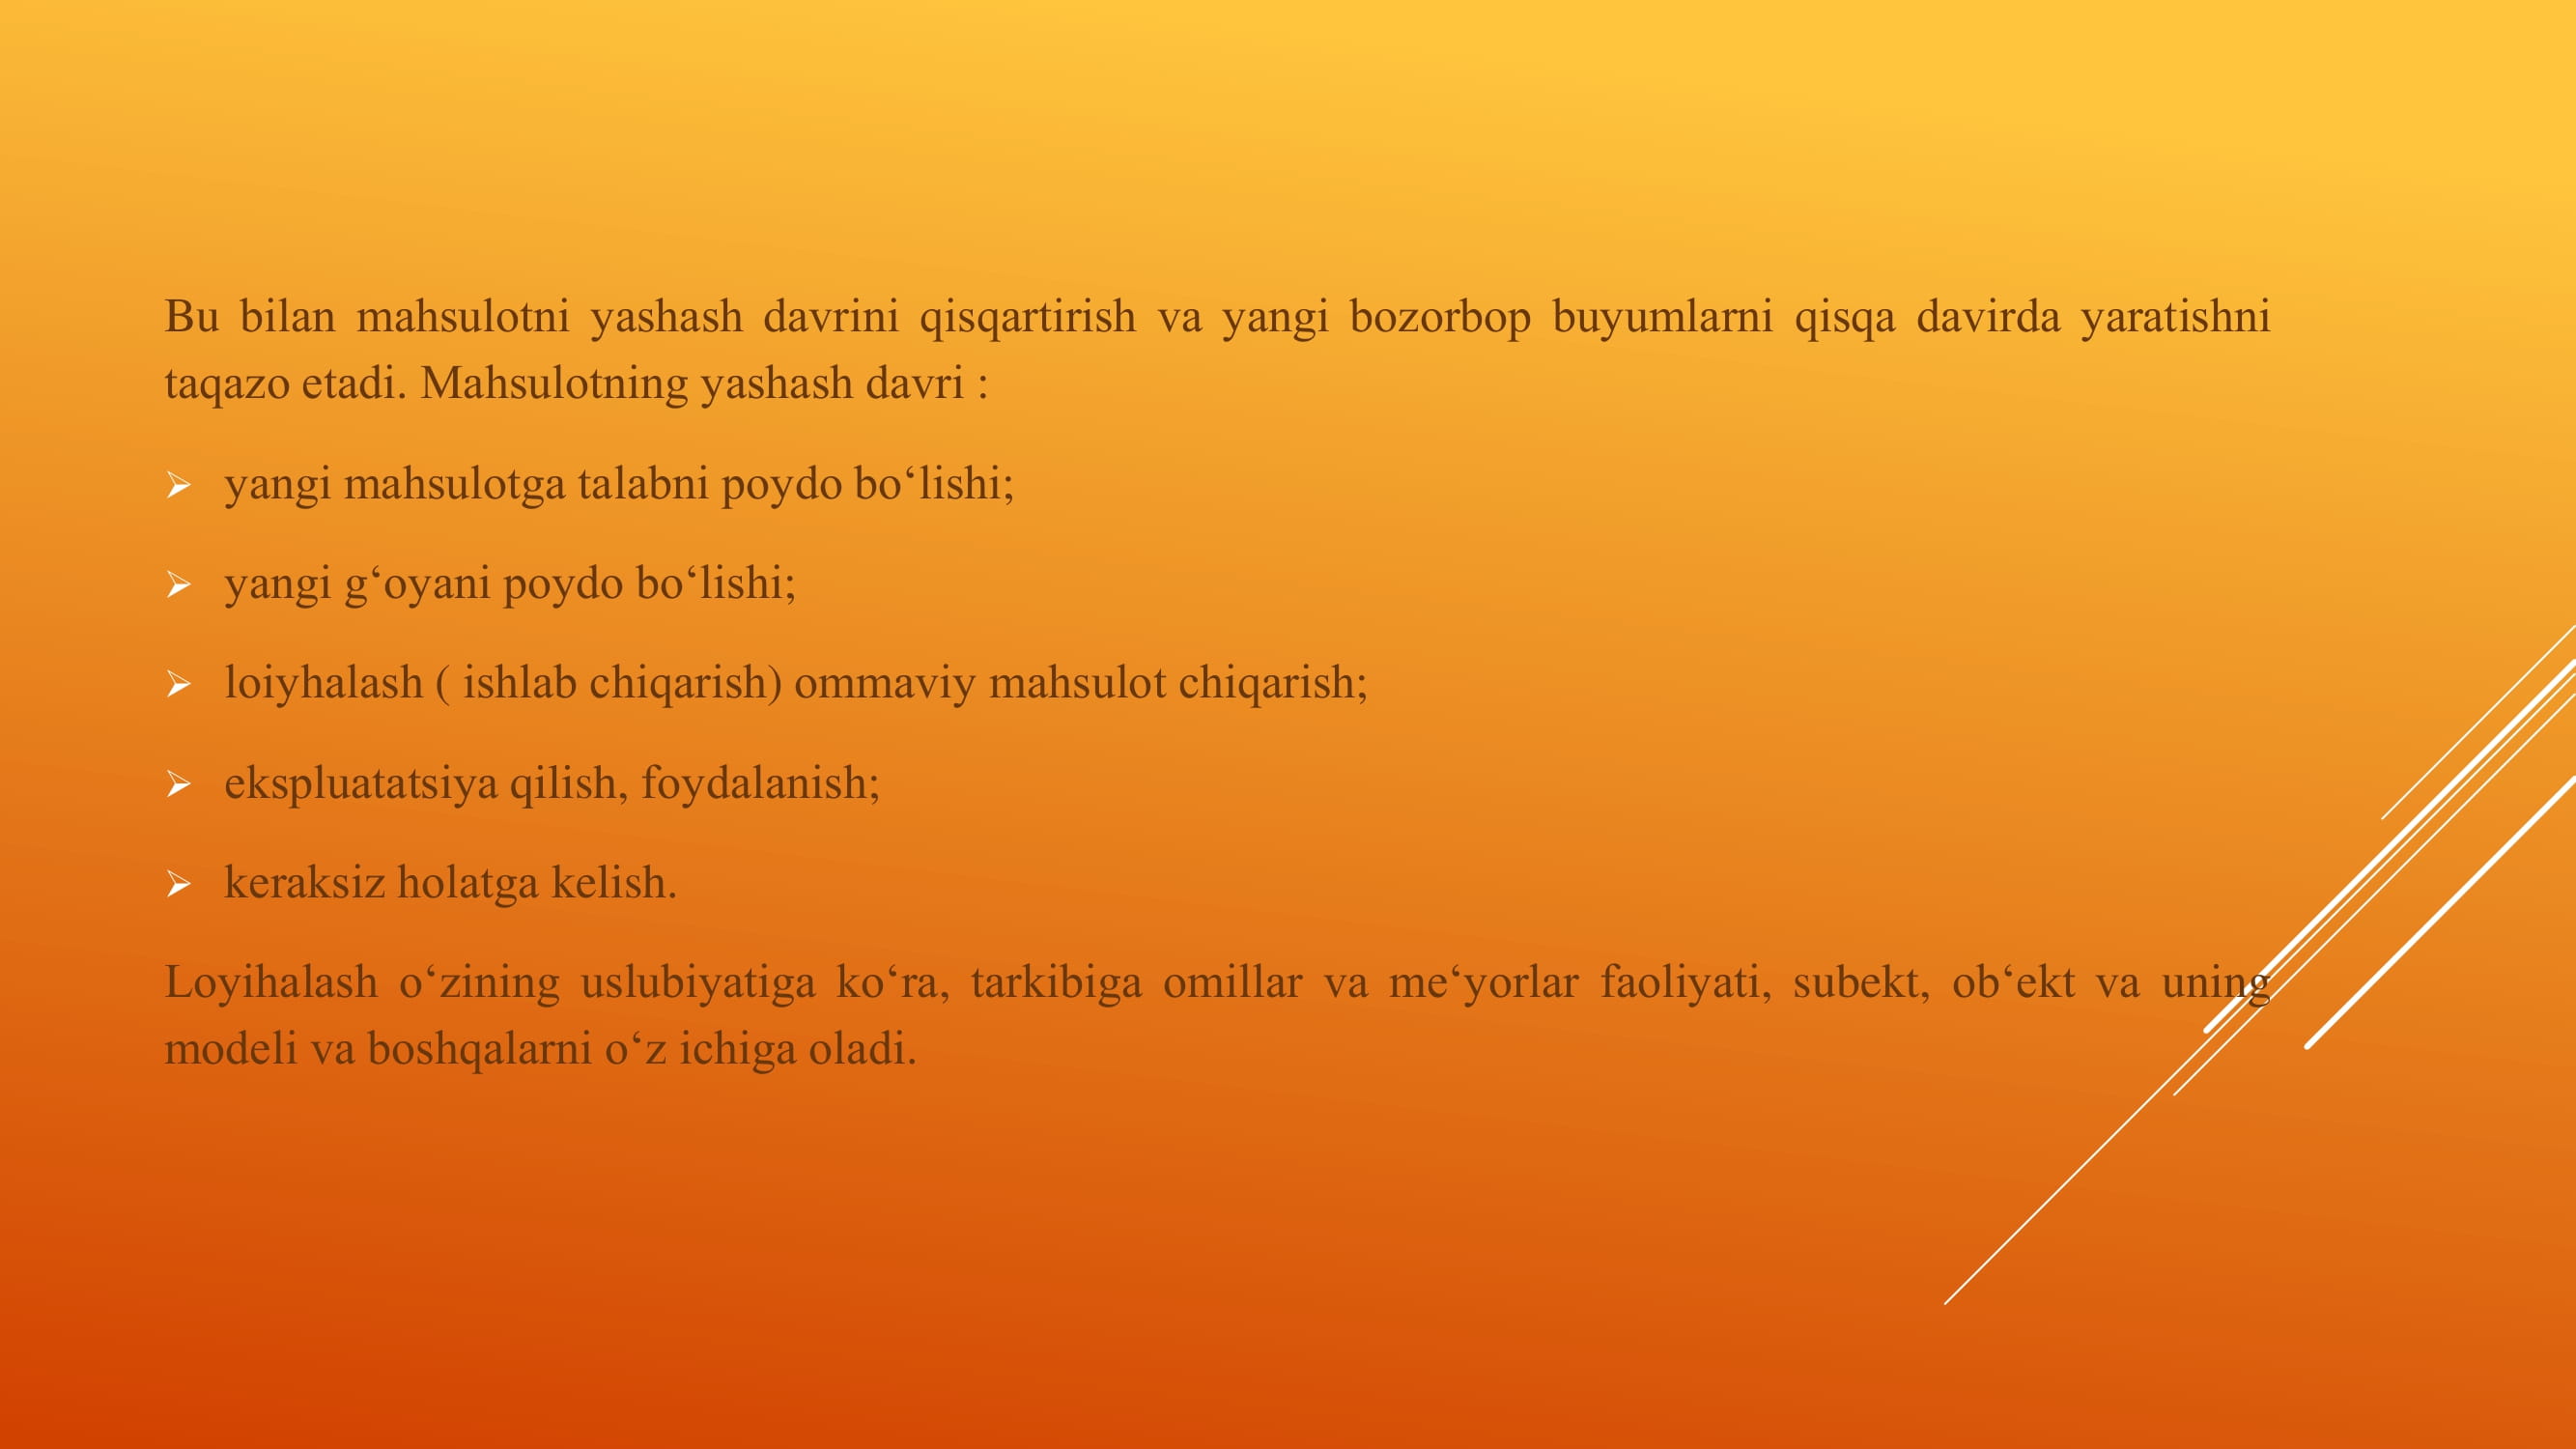 Bu bilan mahsulotni yashash davrini qisqartirish va yangi bozorbop buyumlarni qisqa davirda yaratishni
taqazo etadi. Mahsulotning yashash davri :
➢ yangi mahsulotga talabni poydo bo‘lishi;
➢ yangi g‘oyani poydo bo‘lishi;
➢ loiyhalash ( ishlab chiqarish) ommaviy mahsulot chiqarish;
➢ ekspluatatsiya qilish, foydalanish;
➢ keraksiz holatga kelish.
Loyihalash o‘zining uslubiyatiga ko‘ra, tarkibiga omillar va me‘yorlar faoliyati, subekt, ob‘ekt va uning
modeli va boshqalarni o‘z ichiga oladi.